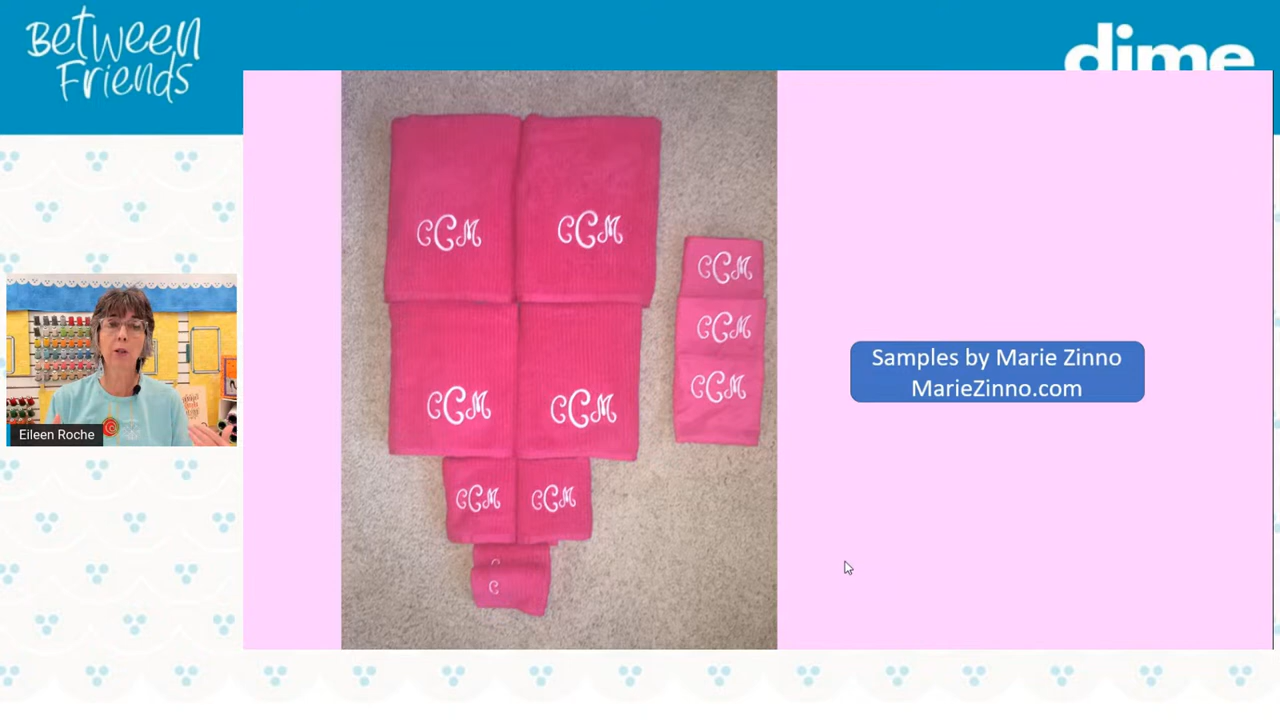 Between
Friends
dime
CCM
CCM
CCM
CCM
CCM
CCM
CCM
CCM
CCM
C
C
Samples by Marie Zinno
MarieZinno.com
Eileen Roche